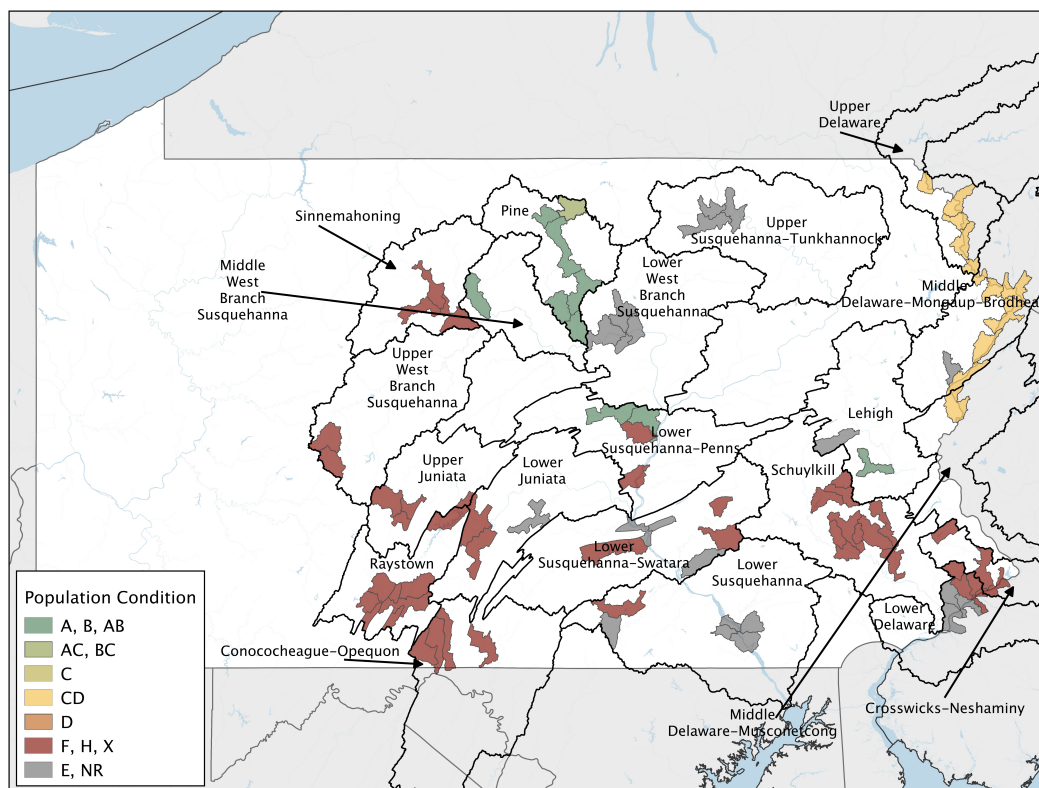 Upper
Delaware
Pine
Sinnemahoning
Upper
Susquehanna-Tunkhannock
Middle
West
Branch
Susquehanna
Lower
West
Branch
Susquehanna
Middle
Delaware-Mongaup-Brodhea
Upper
West
Branch
Susquehanna
Lehigh
Lower
Susquehanna-Penns
Upper
Juniata
Lower
Juniata
Schuylkill
Raystown
Lower
Susquehanna-Swatara
Lower
Susquehanna
Lower
Delaware
Conococheague-Opequon
Crosswicks-Neshaminy
Middle
Delaware-Musconetcong
Population Condition
A, B, AB
AC, BC
C
CD
D
F, H, X
E, NR